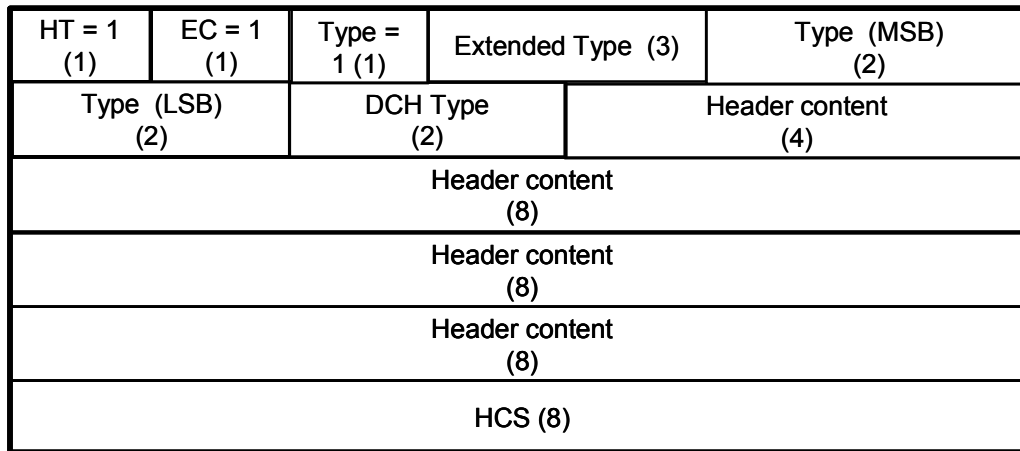 HT = 1
(1)
EC = 1
(1)
Type =
1 (1)
Extended Type (3)
Type (MSB)
(2)
Type (LSB)
(2)
DCH Type
(2)
Header content
(4)
Header content
(8)
Header content
(8)
Header content
(8)
HCS (8)